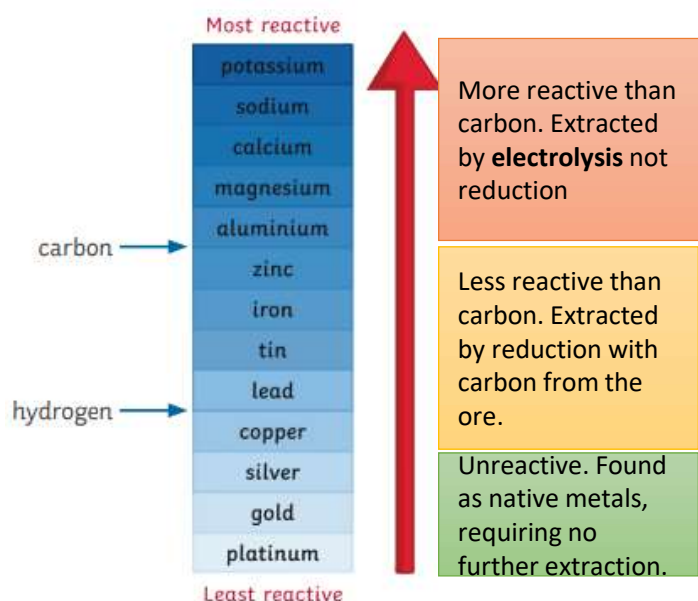 Most reactive
potassium
sodium
calcium
magnesium
aluminium
carbon
zinc
iron
tin
lead
hydrogen
copper
silver
gold
platinum
Least reactive
More reactive than
carbon. Extracted
by electrolysis not
reduction
Less reactive than
carbon. Extracted
by reduction with
carbon from the
ore.
Unreactive. Found
as native metals,
requiring no
further extraction.